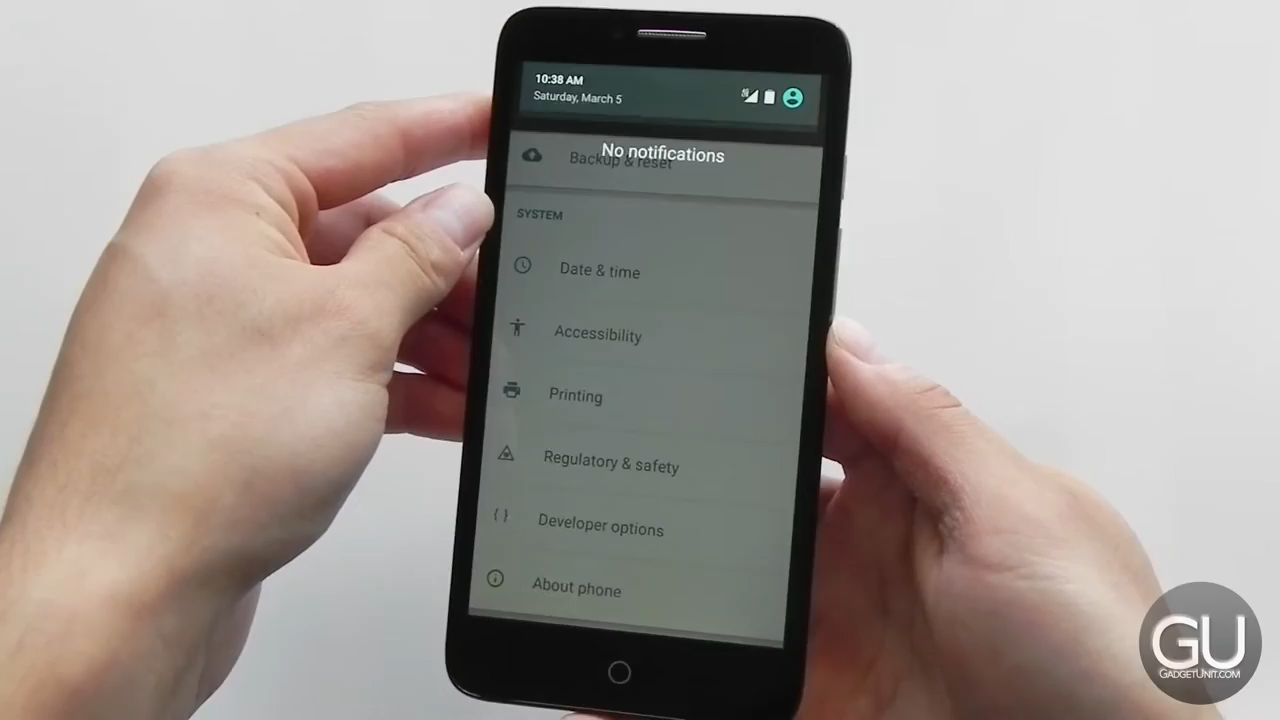 10:38 AM
Saturday, March 5
No notifications
Backup & reset
SYSTEM
Date & time
Accessibility
Printing
Regulatory & safety
Developer options
About phone
GU
GADGETUNIT.COM